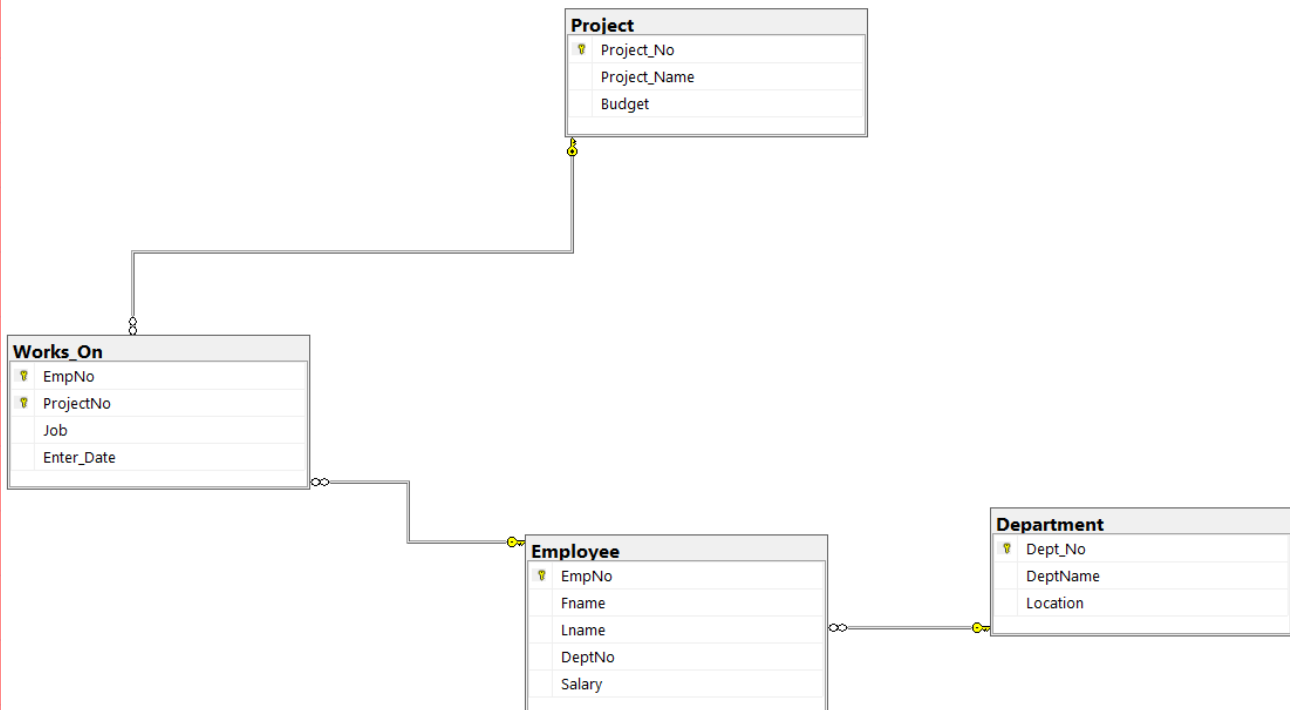 Project
Project_No
Project_Name
Budget
Works_On
EmpNo
ProjectNo
Job
Enter_Date
Employee
EmpNo
Fname
Lname
DeptNo
Salary
Department
Dept_No
DeptName
Location